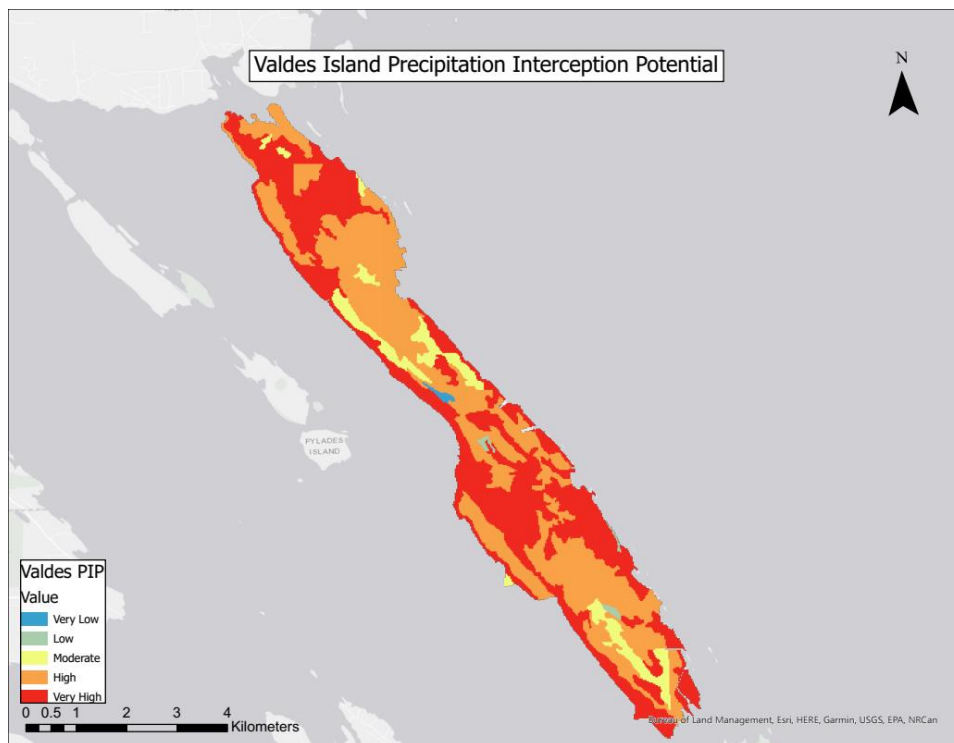 Valdes Island Precipitation Interception Potential
N
PYLADES
ISLAND
Valdes PIP
Value
Very Low
Low
Moderate
High
Very High
0 0.5 1 2 3 4
Kilometers
Bureau of Land Management, Esri, HERE, Garmin, USGS, EPA, NRCan